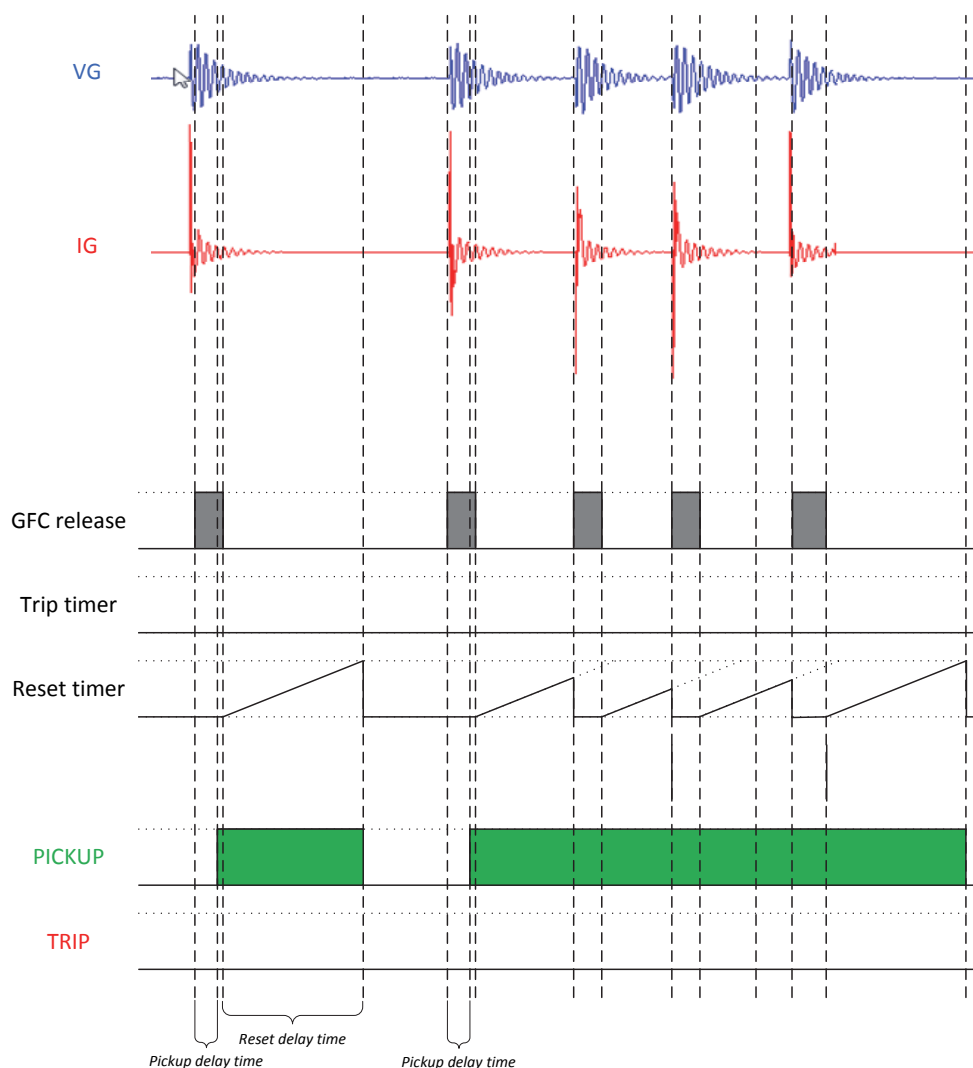 VG
IG
GFC release
Trip timer
Reset timer
PICKUP
TRIP
Reset delay time
Pickup delay time
Pickup delay time